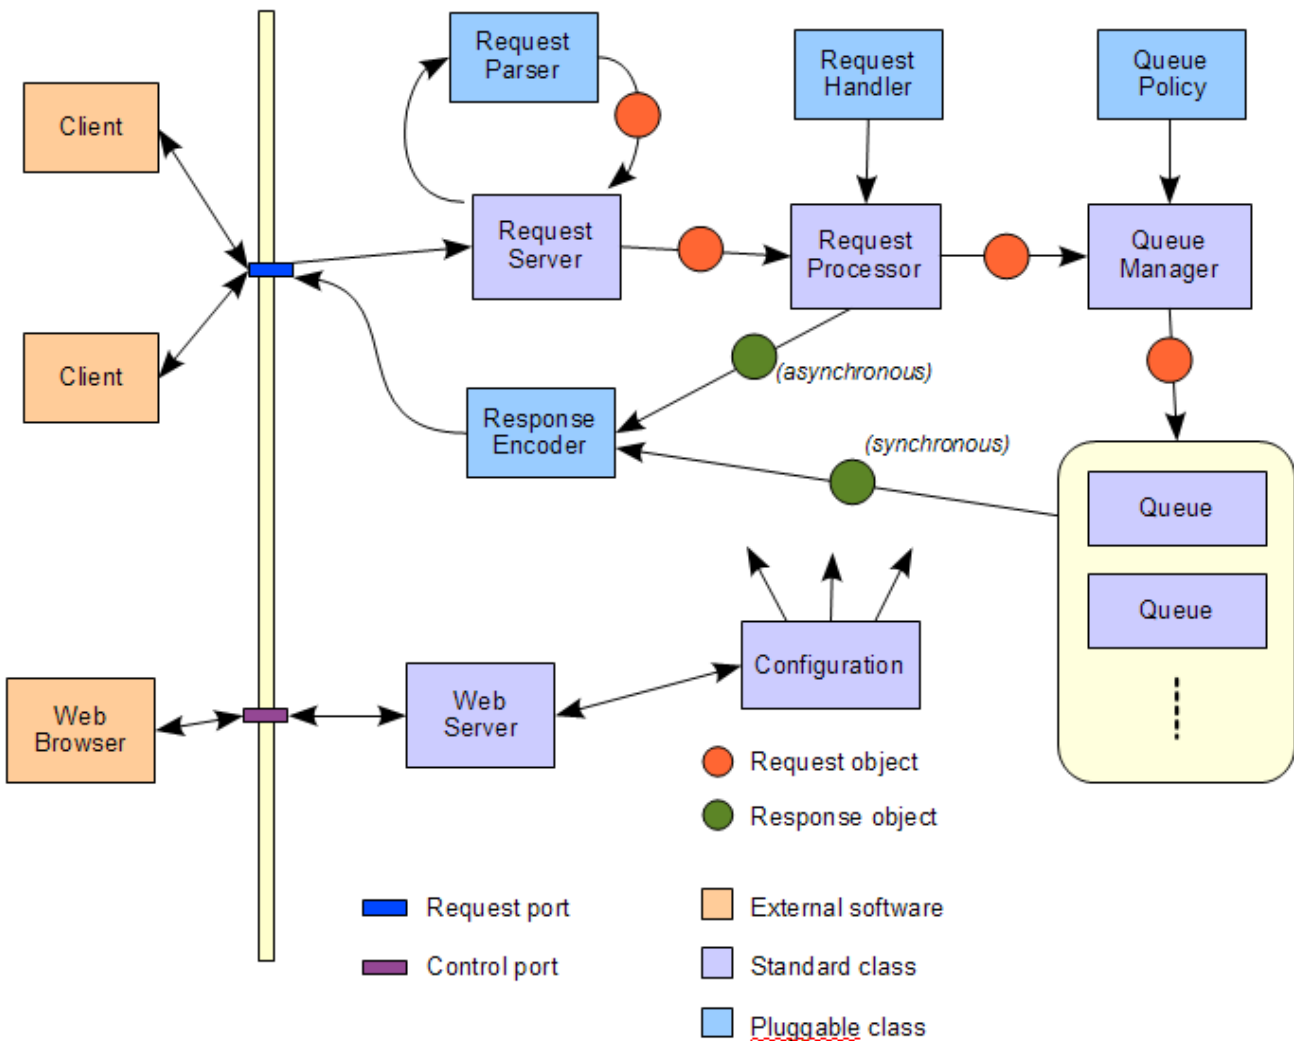 Request
Parser
Request
Handler
Queue
Policy
Client
Request
Server
Request
Processor
Queue
Manager
Client
(asynchronous)
Response
Encoder
(synchronous)
Queue
Queue
Configuration
Web
Browser
Web
Server
Request object
Response object
Request port
External software
Control port
Standard class
Pluggable class